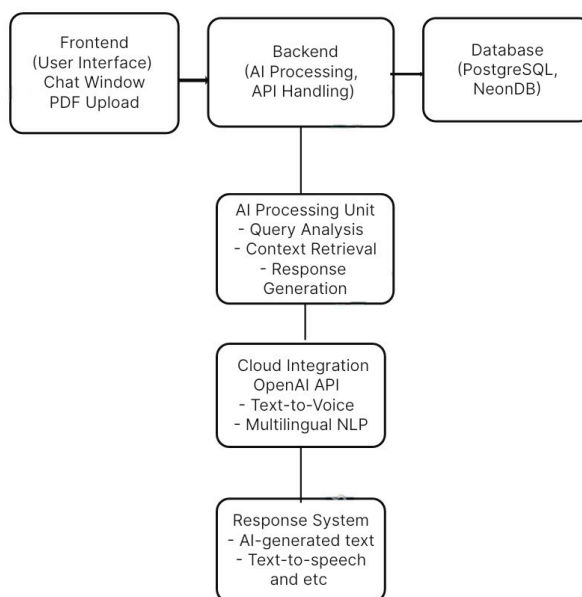 Frontend
(User Interface)
Chat Window
PDF Upload
Backend
(AI Processing,
API Handling)
Database
(PostgreSQL,
NeonDB)
AI Processing Unit
- Query Analysis
- Context Retrieval
- Response
Generation
Cloud Integration
OpenAI API
- Text-to-Voice
- Multilingual NLP
Response System
- AI-generated text
- Text-to-speech
and etc